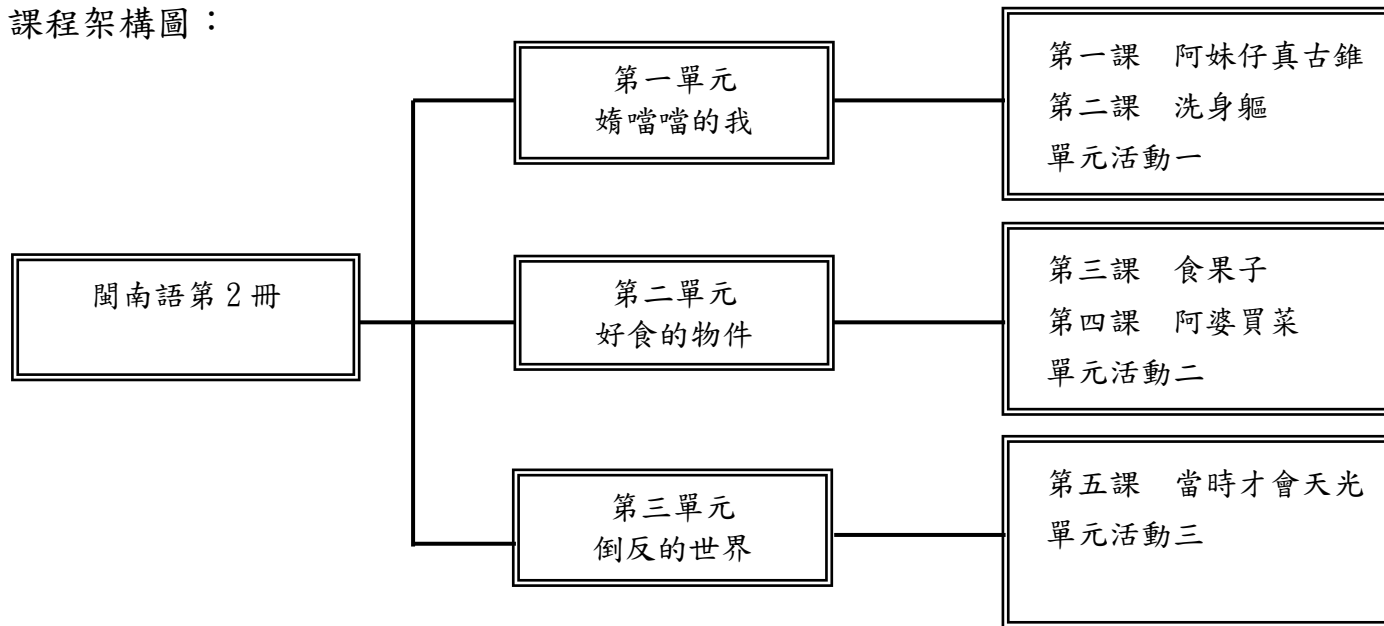 課程架構圖：
閩南語第 2 冊
第一單元
媠噹噹的我
第一課　阿妹仔真古錐
第二課　洗身軀
單元活動一
第二單元
好食的物件
第三課　食果子
第四課　阿婆買菜
單元活動二
第三單元
倒反的世界
第五課　當時才會天光
單元活動三